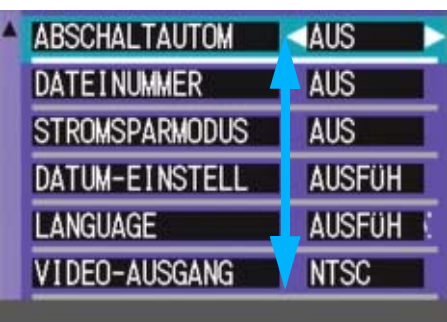 ABSCHALTAUTOM AUS
DATEINUMMER AUS
STROMSPARMODUS AUS
DATUM-EINSTELL AUSFÜH
LANGUAGE AUSFÜH
VIDEO-AUSGANG NTSC